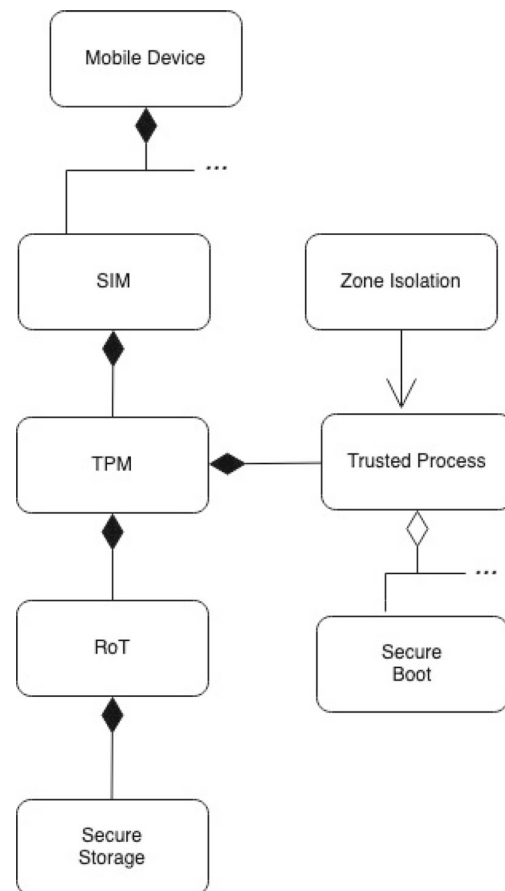 Mobile Device
...
SIM
Zone Isolation
TPM
Trusted Process
...
RoT
Secure
Boot
Secure
Storage